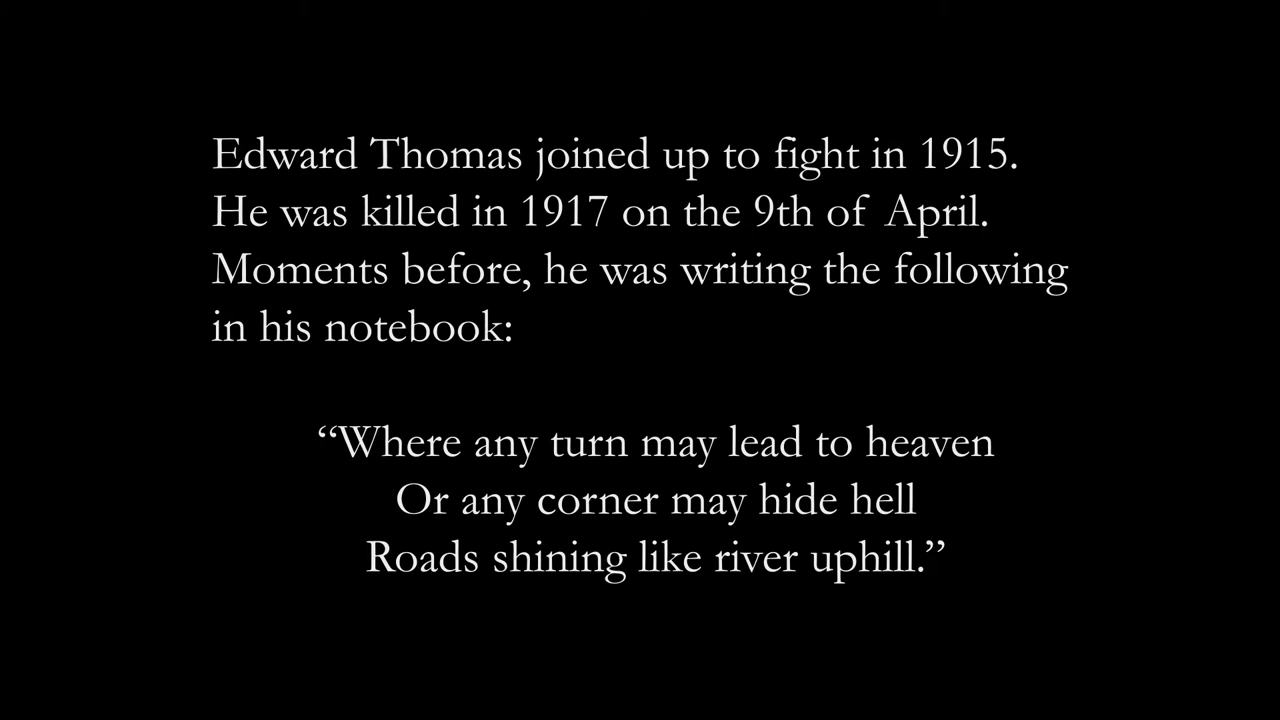 Edward Thomas joined up to fight in 1915.
He was killed in 1917 on the 9th of April.
Moments before, he was writing the following
in his notebook:
“Where any turn may lead to heaven
Or any corner may hide hell
Roads shining like river uphill.”